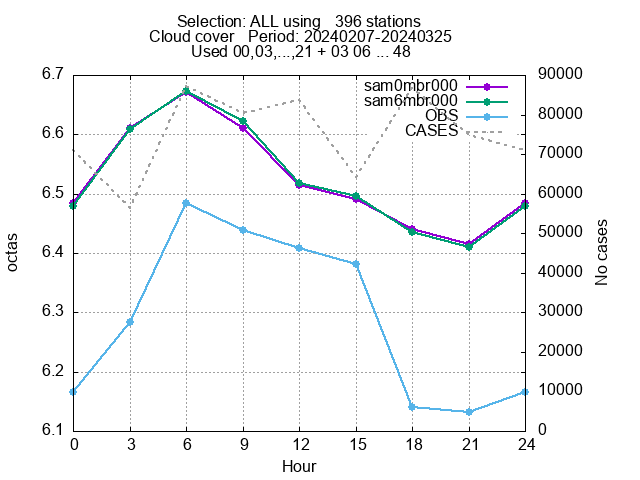 Selection: ALL using   396 stations
Cloud cover   Period: 20240207-20240325
Used 00,03,...,21 + 03 06 ... 48
6.7
6.6
6.5
6.4
6.3
6.2
6.1
octas
90000
80000
70000
60000
50000
40000
30000
20000
10000
0
No cases
sam0mbr000
sam6mbr000
OBS
CASES
0 3 6 9 12 15 18 21 24
Hour